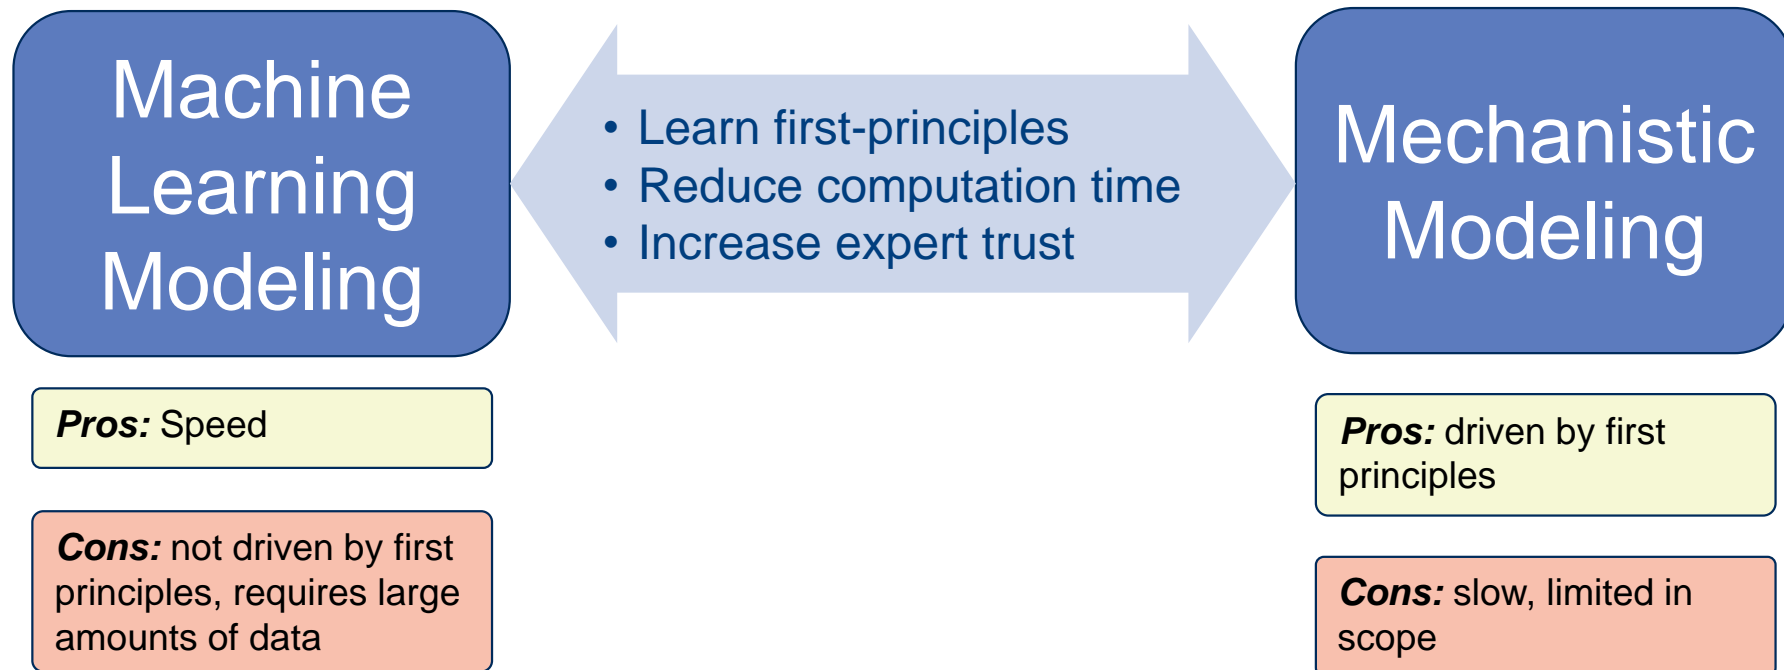 Machine
Learning
Modeling
• Learn first-principles
• Reduce computation time
• Increase expert trust
Mechanistic
Modeling
Pros: Speed
Cons: not driven by first
principles, requires large
amounts of data
Pros: driven by first
principles
Cons: slow, limited in
scope